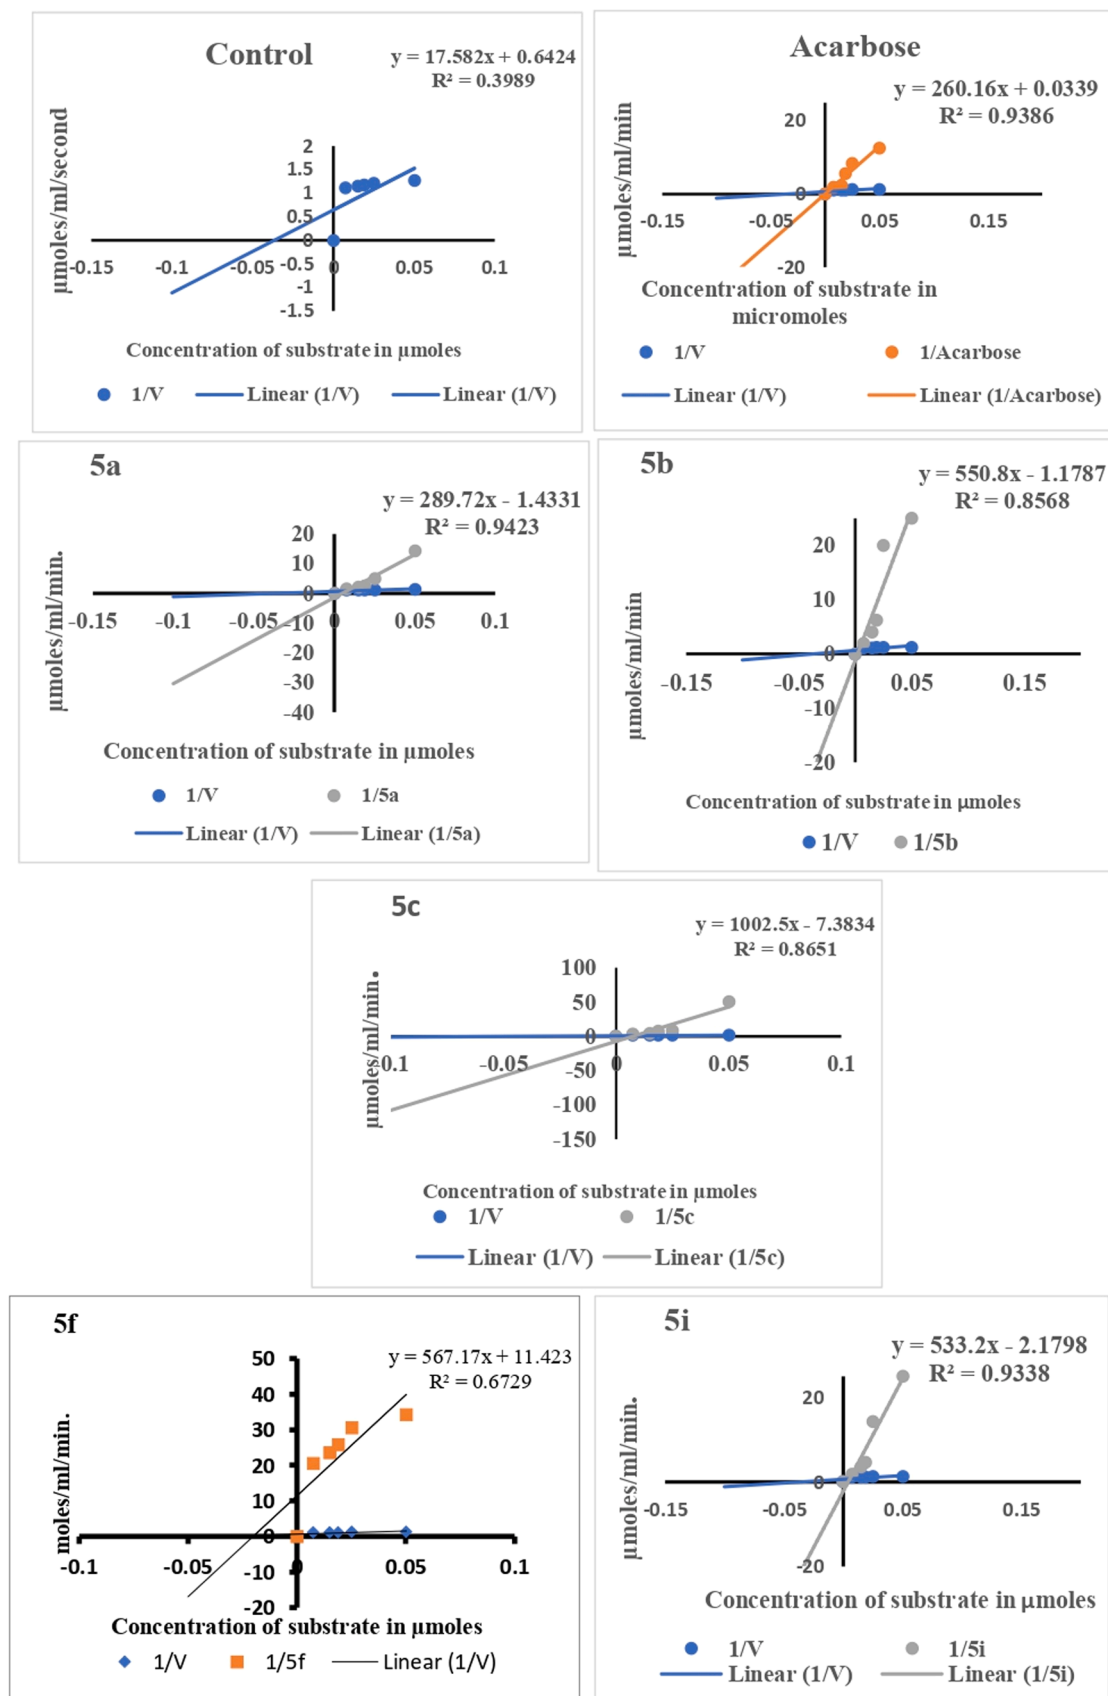 Control
y = 17.582x + 0.6424
R² = 0.3989
µmoles/ml/second
2
1.5
1
0.5
0
-0.5
-1
-1.5
-0.15 -0.1 -0.05 0 0.05 0.1
Concentration of substrate in µmoles
1/V Linear (1/V) Linear (1/V)
Acarbose
y = 260.16x + 0.0339
R² = 0.9386
µmoles/ml/min
20
0
-20
-0.15 -0.05 0.05 0.15
Concentration of substrate in
micromoles
1/V 1/Acarbose
Linear (1/V) Linear (1/Acarbose)
5a
y = 289.72x - 1.4331
R² = 0.9423
µmoles/ml/min.
20
10
0
-10
-20
-30
-40
-0.15 -0.1 -0.05 0 0.05 0.1
Concentration of substrate in µmoles
1/V 1/5a
Linear (1/V) Linear (1/5a)
5b
y = 550.8x - 1.1787
R² = 0.8568
µmoles/ml/min
20
10
0
-10
-20
-0.15 -0.05 0.05 0.15
Concentration of substrate in µmoles
1/V 1/5b
5c
y = 1002.5x - 7.3834
R² = 0.8651
µmoles/ml/min.
100
50
0
-50
-100
-150
-0.1 -0.05 0 0.05 0.1
Concentration of substrate in µmoles
1/V 1/5c
Linear (1/V) Linear (1/5c)
5f
y = 567.17x + 11.423
R² = 0.6729
moles/ml/min.
50
40
30
20
10
0
-10
-20
-0.1 -0.05 0 0.05 0.1
Concentration of substrate in µmoles
1/V 1/5f Linear (1/V)
5i
y = 533.2x - 2.1798
R² = 0.9338
µmoles/ml/min.
20
0
-20
-0.15 -0.05 0.05 0.15
Concentration of substrate in µmoles
1/V 1/5i
Linear (1/V) Linear (1/5i)